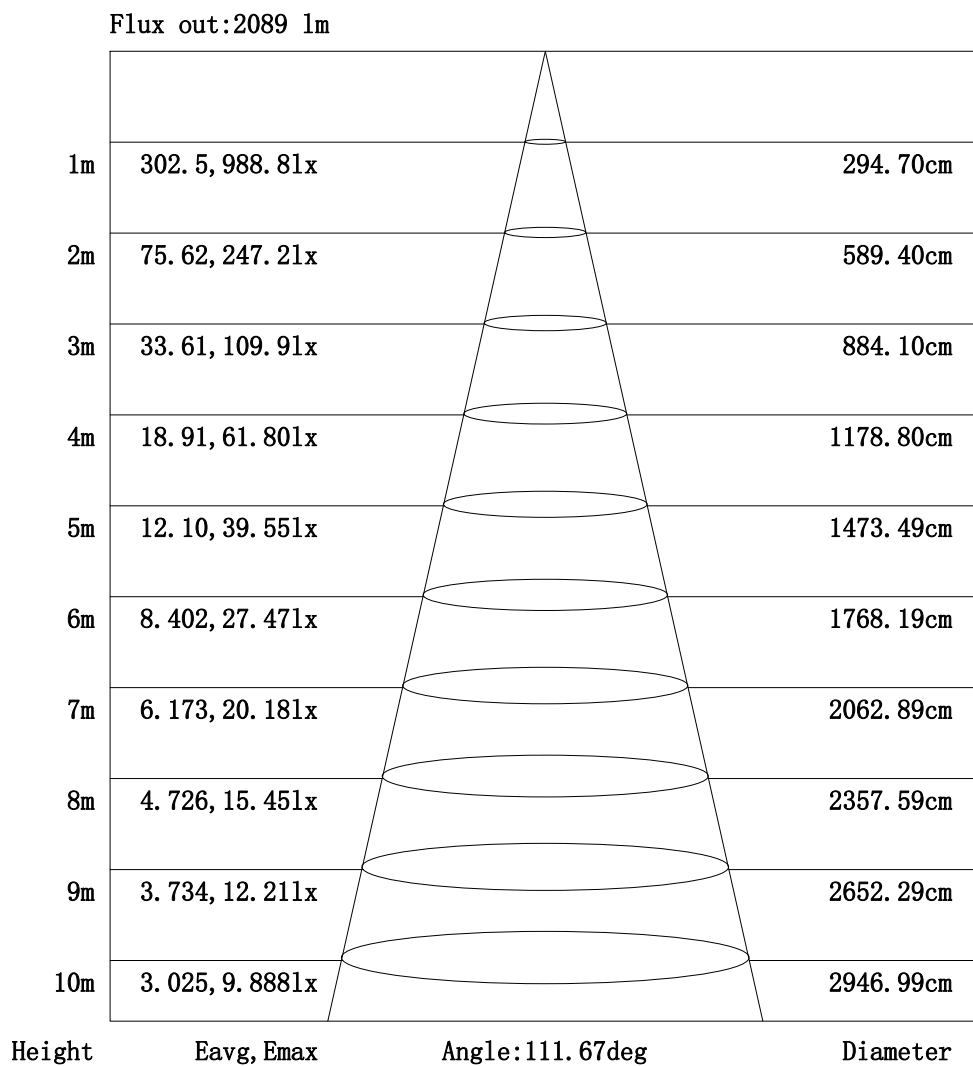 Flux out:2089 lm
1m 302.5,988.8lx 294.70cm
2m 75.62,247.2lx 589.40cm
3m 33.61,109.9lx 884.10cm
4m 18.91,61.80lx 1178.80cm
5m 12.10,39.55lx 1473.49cm
6m 8.402,27.47lx 1768.19cm
7m 6.173,20.18lx 2062.89cm
8m 4.726,15.45lx 2357.59cm
9m 3.734,12.21lx 2652.29cm
10m 3.025,9.888lx 2946.99cm
Height Eavg,Emax Angle:111.67deg Diameter